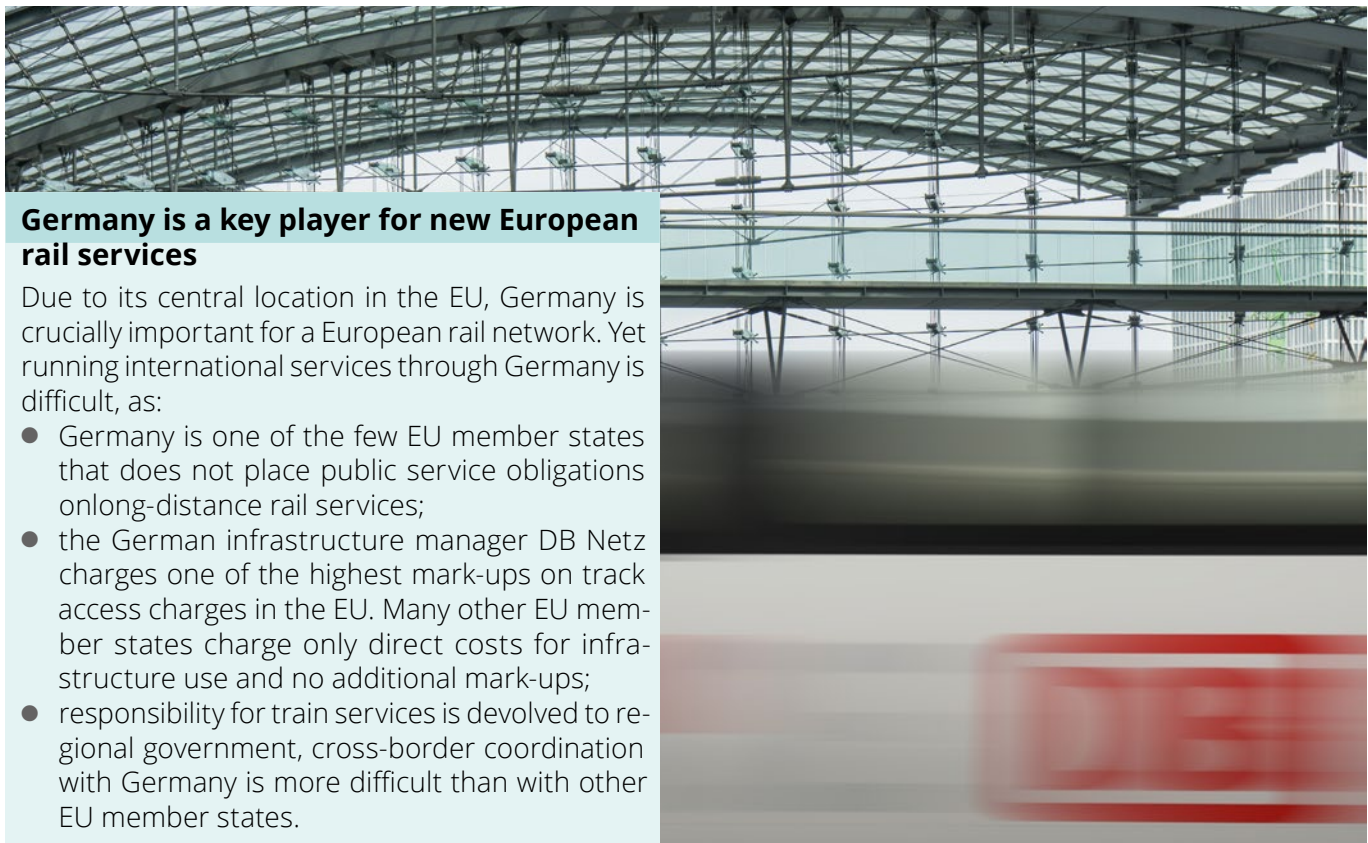 Germany is a key player for new European
rail services
Due to its central location in the EU, Germany is
crucially important for a European rail network. Yet
running international services through Germany is
difficult, as:
● Germany is one of the few EU member states
that does not place public service obligations
onlong-distance rail services;
● the German infrastructure manager DB Netz
charges one of the highest mark-ups on track
access charges in the EU. Many other EU mem-
ber states charge only direct costs for infra-
structure use and no additional mark-ups;
● responsibility for train services is devolved to re-
gional government, cross-border coordination
with Germany is more difficult than with other
EU member states.
DB